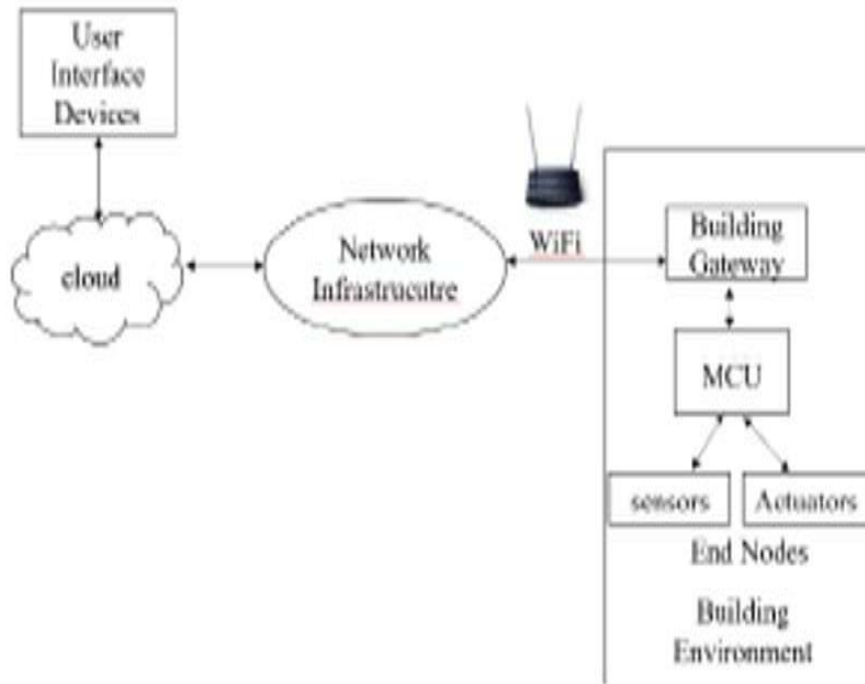 User
Interface
Devices
cloud
Network
Infrastrucutre
WiFi
Building
Gateway
MCU
sensors
Actuators
End Nodes
Building
Environment